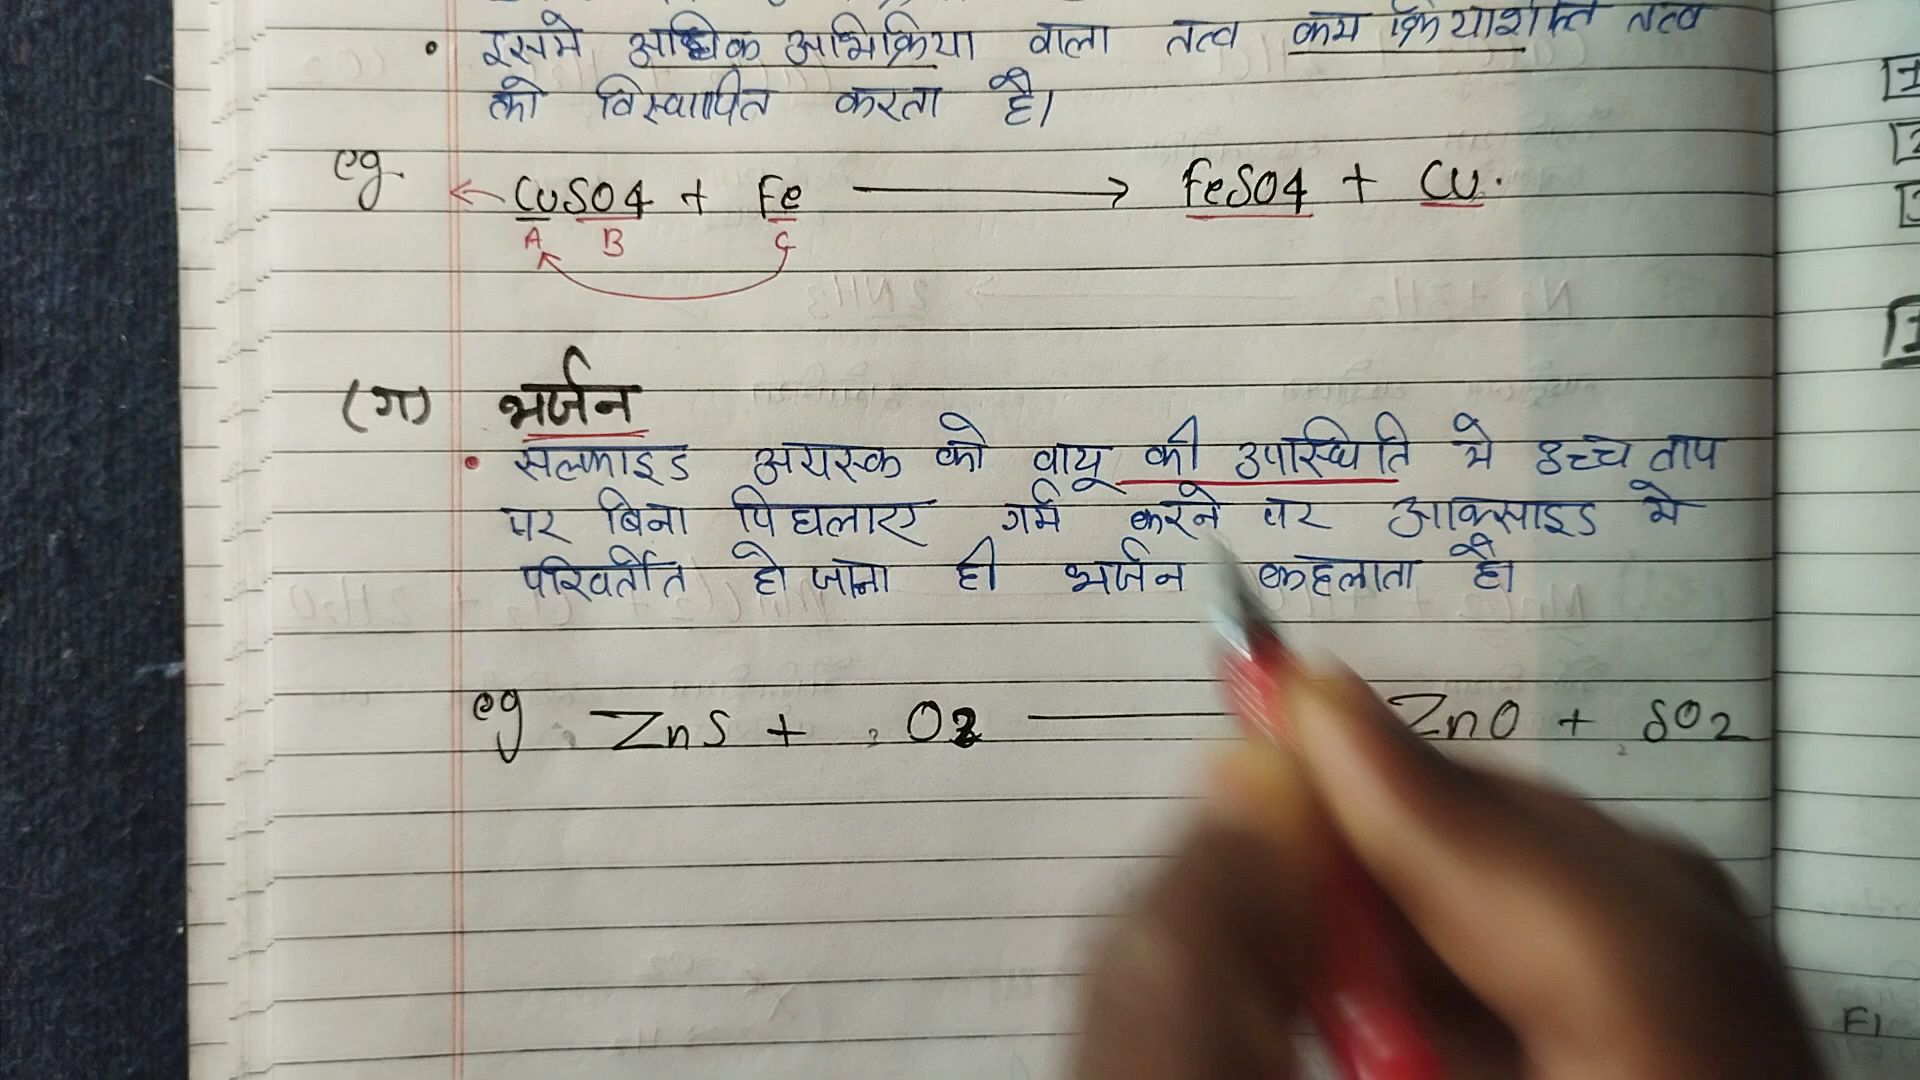 • इसमे अधिक अभिक्रिया वाला तत्व कम क्रियाशील तत्व
को विस्थापित करता है।
eg. CuSO4 + Fe ⟶ FeSO4 + Cu.
A B C
(ग) भर्जन
• सल्फाइड अयस्क को वायू की उपस्थिति मे उच्च ताप
पर बिना पिघलाए गर्म करने पर आक्साइड मे
परिवर्तीत हो जाना ही भर्जन कहलाता है।
eg ZnS + O2 ZnO + SO2